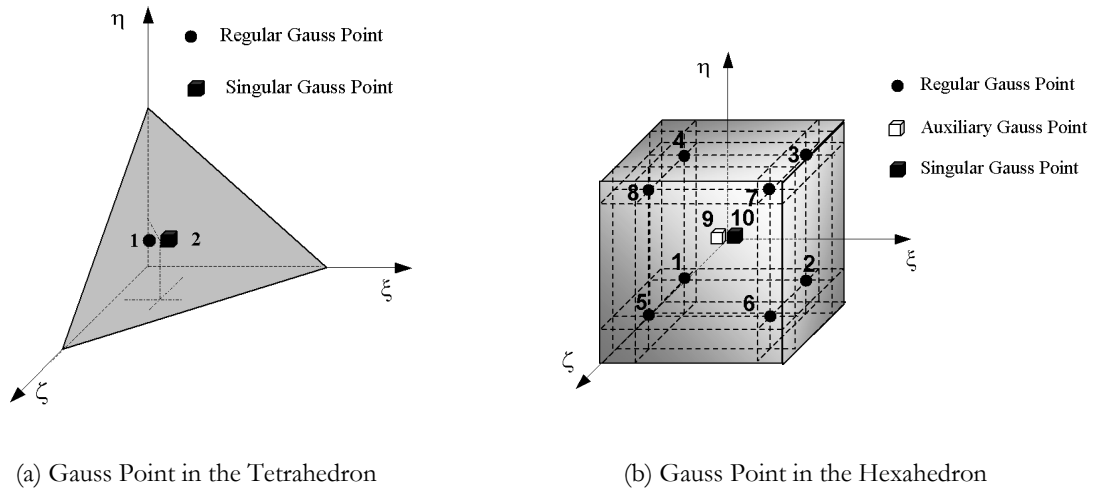 η
Regular Gauss Point
Singular Gauss Point
1
2
ξ
ζ
(a) Gauss Point in the Tetrahedron
η
Regular Gauss Point
Auxiliary Gauss Point
Singular Gauss Point
4
3
8
7
9
10
1
2
5
6
ξ
ζ
(b) Gauss Point in the Hexahedron